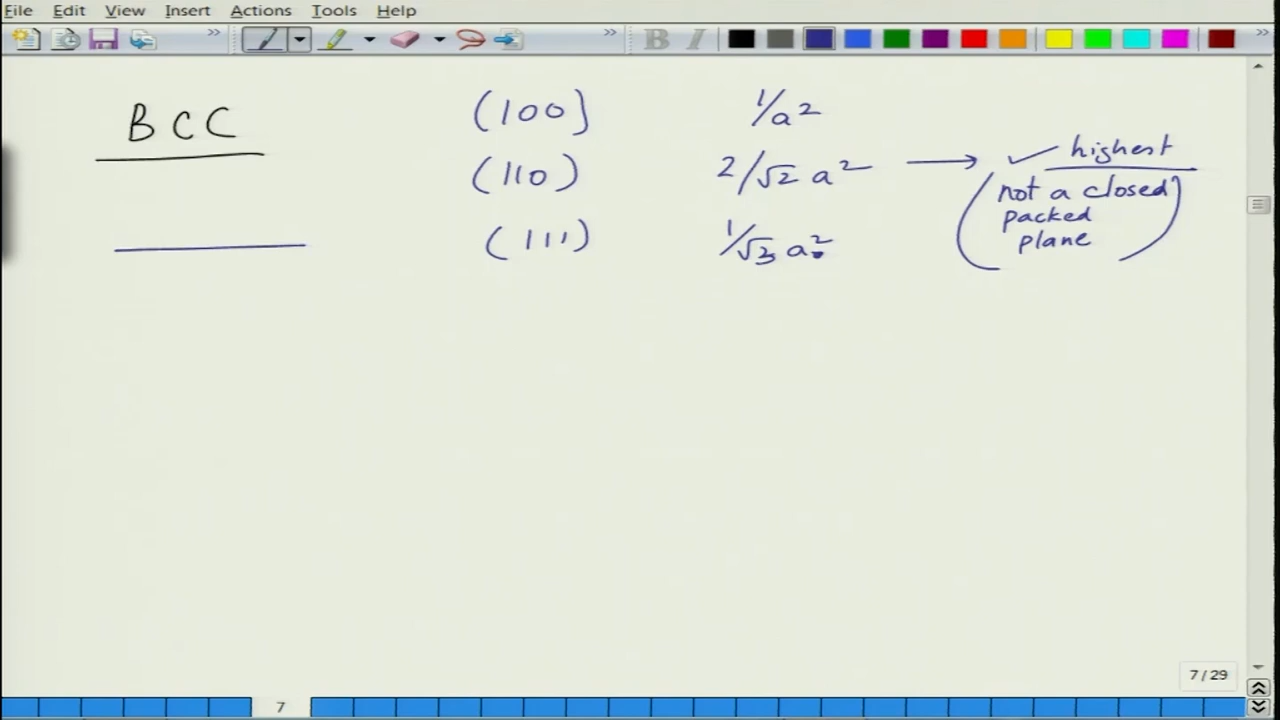 File Edit View Insert Actions Tools Help
B I
BCC (100) 1/a²
(110) 2/√2 a² → ✓ highest
(not a closed packed plane)
(111) 1/√3 a²
7 / 29
7